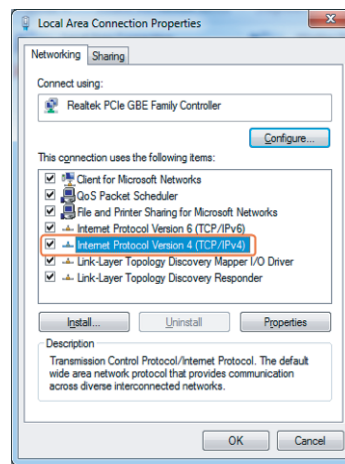 Local Area Connection Properties
Networking
Sharing
Connect using:
Realtek PCIe GBE Family Controller
Configure...
This connection uses the following items:
Client for Microsoft Networks
QoS Packet Scheduler
File and Printer Sharing for Microsoft Networks
Internet Protocol Version 6 (TCP/IPv6)
Internet Protocol Version 4 (TCP/IPv4)
Link-Layer Topology Discovery Mapper I/O Driver
Link-Layer Topology Discovery Responder
Install...
Uninstall
Properties
Description
Transmission Control Protocol/Internet Protocol. The default
wide area network protocol that provides communication
across diverse interconnected networks.
OK
Cancel